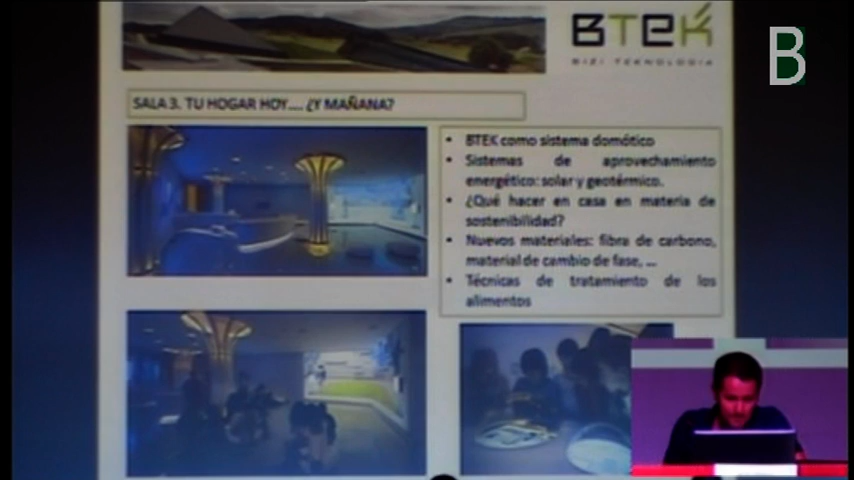 BTEK
BIZI TEKNOLOGIA
B
SALA 3. TU HOGAR HOY.... ¿Y MAÑANA?
• BTEK como sistema domótico
• Sistemas de aprovechamiento
energético: solar y geotérmico.
• ¿Qué hacer en casa en materia de
sostenibilidad?
• Nuevos materiales: fibra de carbono,
material de cambio de fase, ...
• Técnicas de tratamiento de los
alimentos